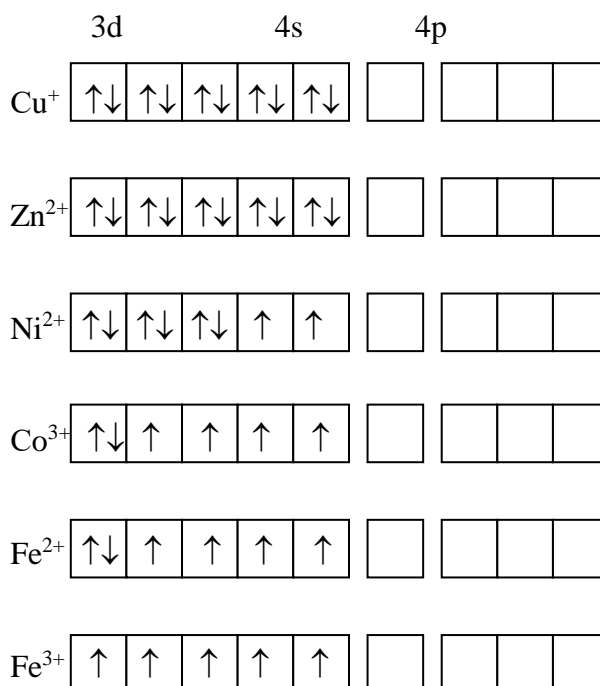 3d 4s 4p
Cu⁺ ↑↓ ↑↓ ↑↓ ↑↓ ↑↓
Zn²⁺ ↑↓ ↑↓ ↑↓ ↑↓ ↑↓
Ni²⁺ ↑↓ ↑↓ ↑↓ ↑ ↑
Co³⁺ ↑↓ ↑ ↑ ↑ ↑
Fe²⁺ ↑↓ ↑ ↑ ↑ ↑
Fe³⁺ ↑ ↑ ↑ ↑ ↑